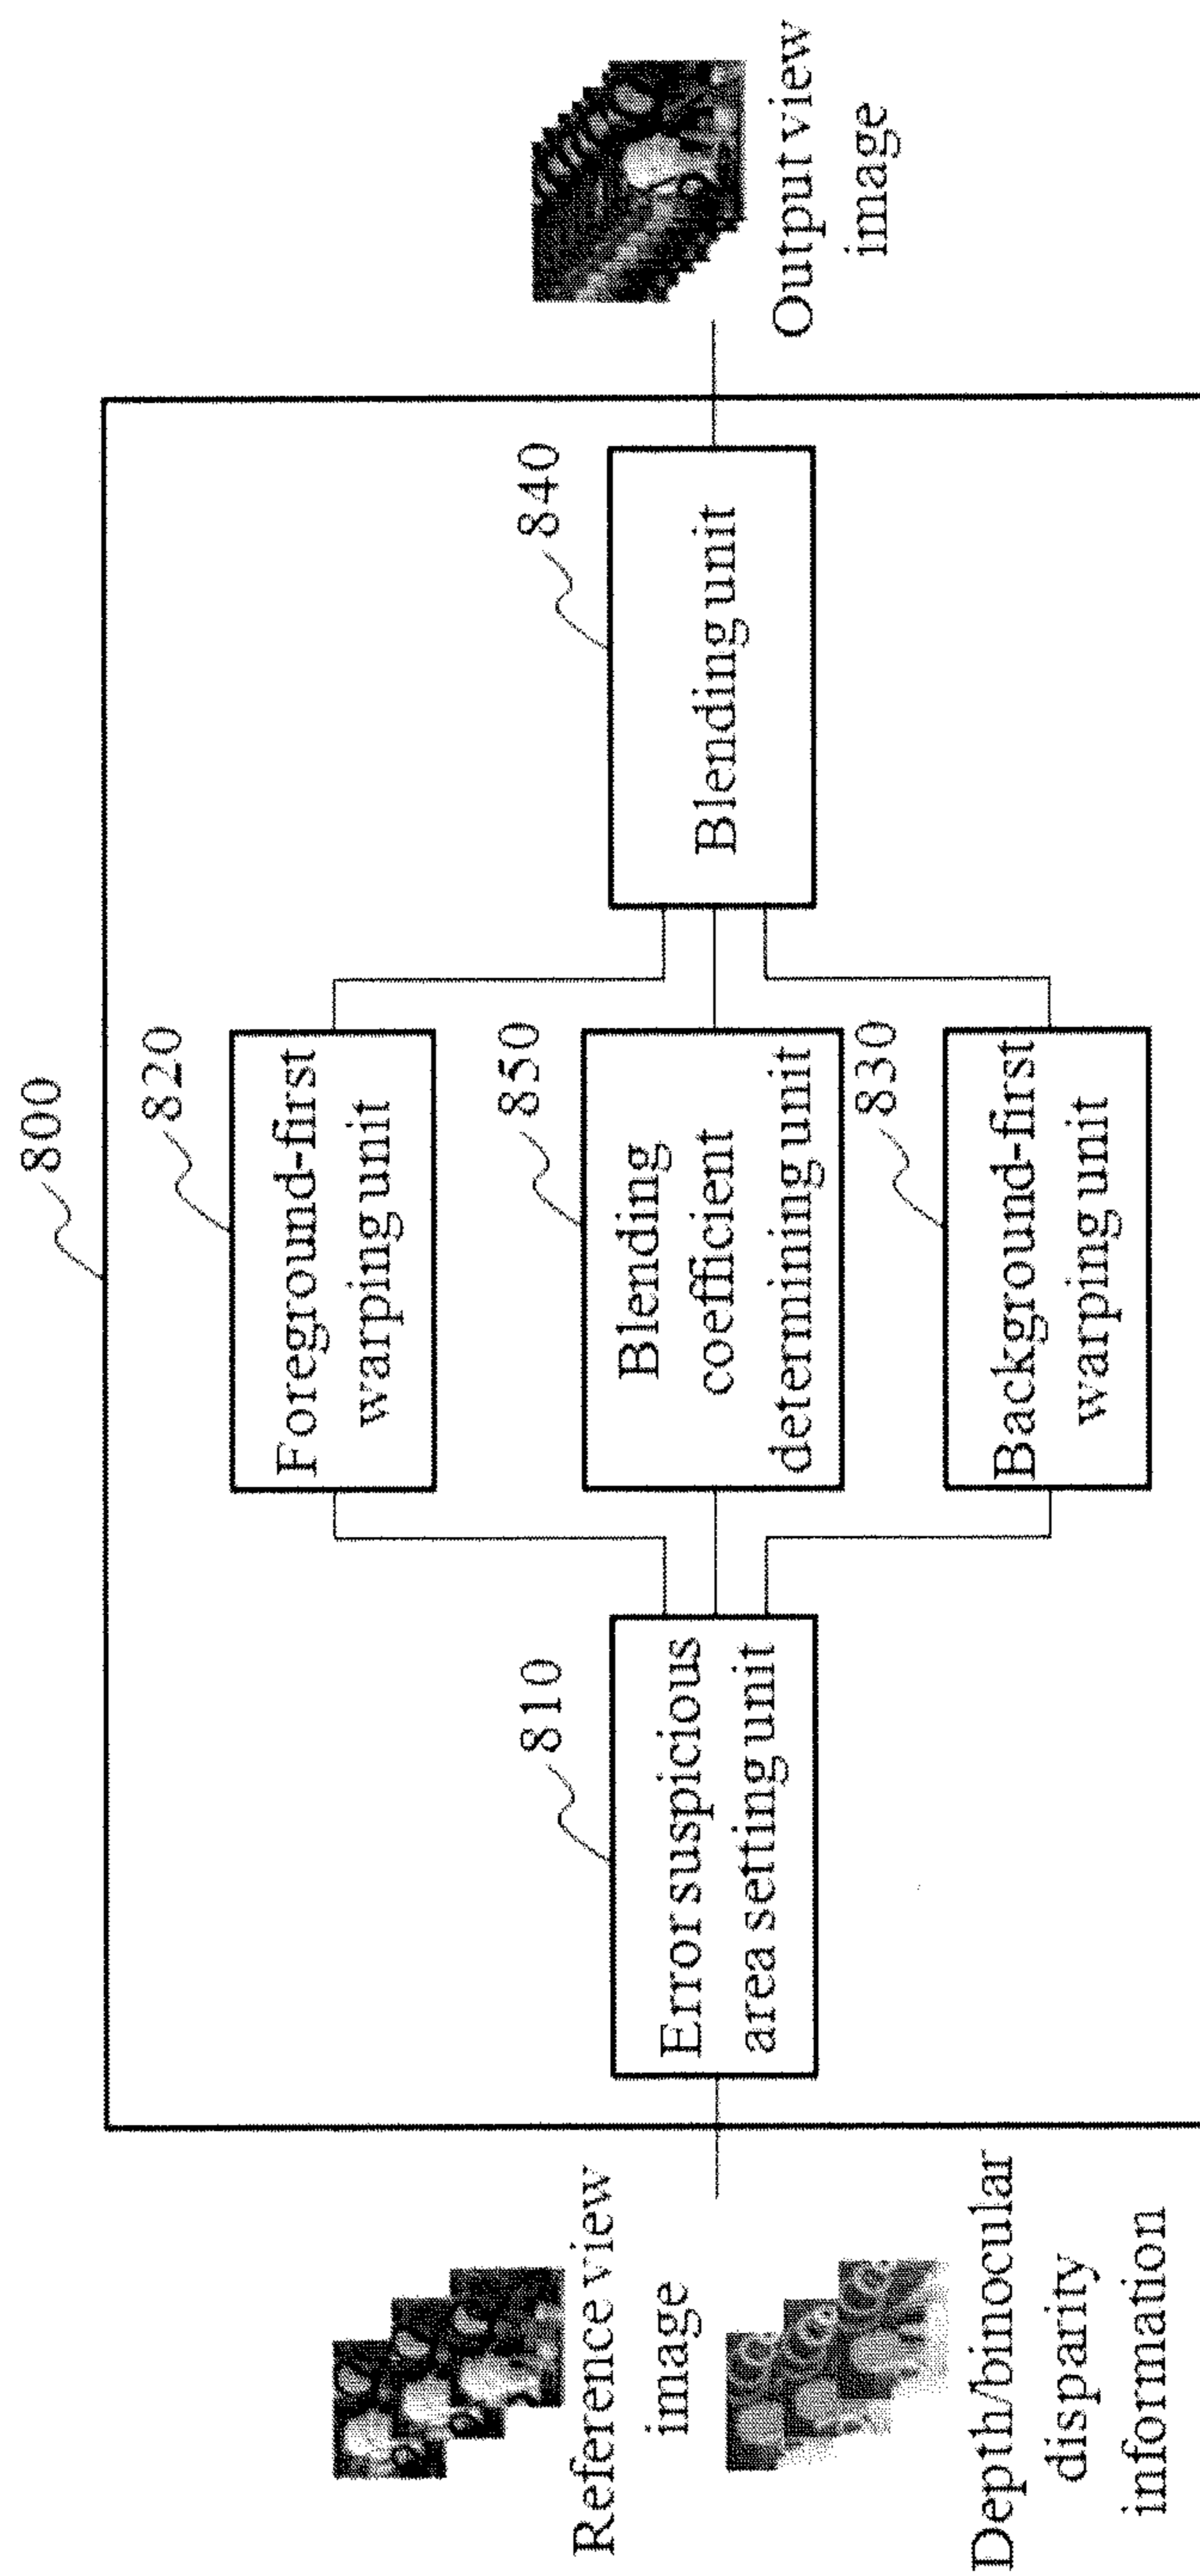 800
Reference view
image
Depth/binocular
disparity
information
810
Error suspicious
area setting unit
820
Foreground-first
warping unit
850
Blending
coefficient
determining unit
830
Background-first
warping unit
840
Blending unit
Output view
image